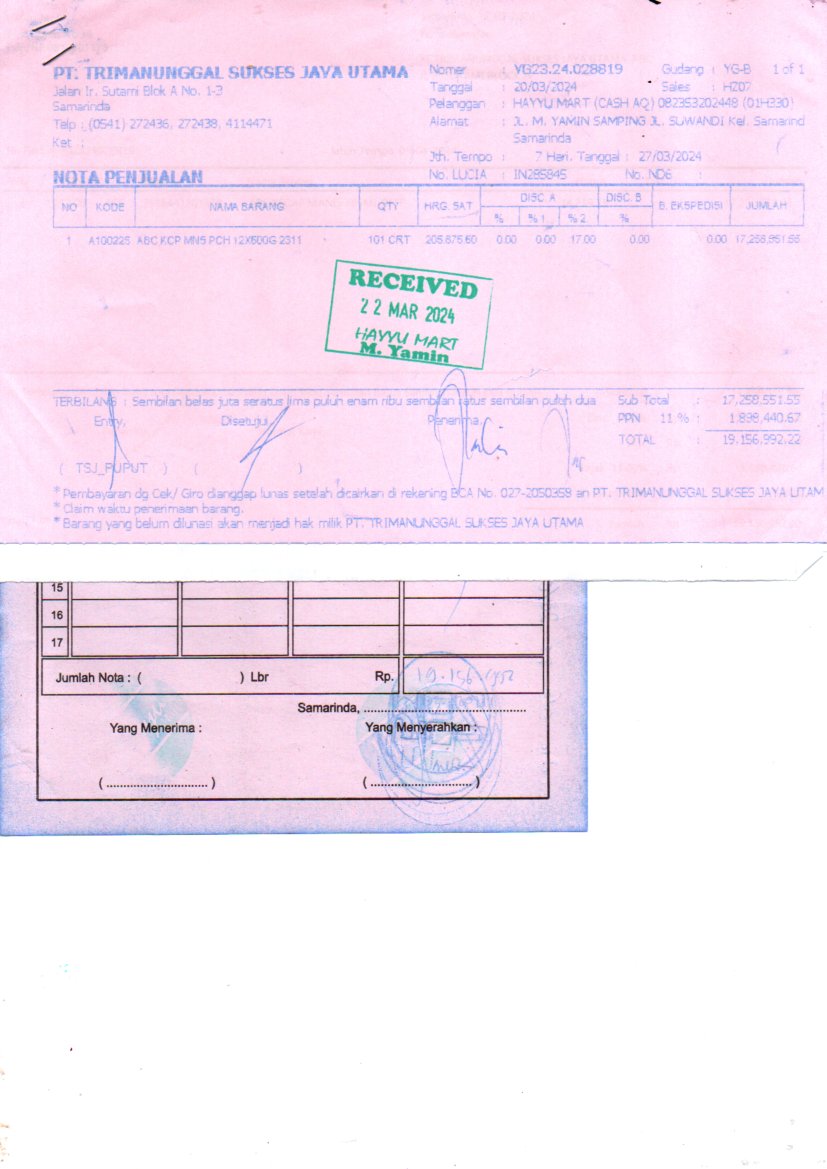 PT. TRIMANUNGGAL SUKSES JAYA UTAMA
Jalan Ir. Sutami Blok A No. 1-3
Samarinda
Telp : (0541) 272436, 272438, 4114471
Ket :
Nomer : YG23.24.028819 Gudang : YG-B 1 of 1
Tanggal : 20/03/2024 Sales : HZ07
Pelanggan : HAYYU MART (CASH AQ) 082353202448 (01H330)
Alamat : JL. M. YAMIN SAMPING JL. SUWANDI Kel. Samarind
Samarinda
Jth. Tempo : 7 Hari, Tanggal : 27/03/2024
NOTA PENJUALAN
No. LUCIA : IN285845 No. ND6 :
NO KODE NAMA BARANG QTY HRG. SAT DISC. A DISC. B B. EKSPEDISI JUMLAH
% % 1 % 2 %
1 A100225 ABC KCP MNS PCH 12X500G 2311 101 CRT 205,875.60 0.00 0.00 17.00 0.00 0.00 17,258,551.55
RECEIVED
22 MAR 2024
HAYYU MART
M. Yamin
TERBILANG : Sembilan belas juta seratus lima puluh enam ribu sembilan ratus sembilan puluh dua
Sub Total : 17,258,551.55
PPN 11 % : 1,898,440.67
TOTAL : 19,156,992.22
Entry, Disetujui, Penerima,
( TSJ_PUPUT ) ( )
* Pembayaran dg Cek/ Giro dianggap lunas setelah dicairkan di rekening BCA No. 027-2050358 an PT. TRIMANUNGGAL SUKSES JAYA UTAM
* Claim waktu penerimaan barang.
* Barang yang belum dilunasi akan menjadi hak milik PT. TRIMANUNGGAL SUKSES JAYA UTAMA
15
16
17
Jumlah Nota : ( ) Lbr Rp. 19.156.992
Samarinda, ..................................................
Yang Menerima : Yang Menyerahkan :
( .............................. ) ( .............................. )